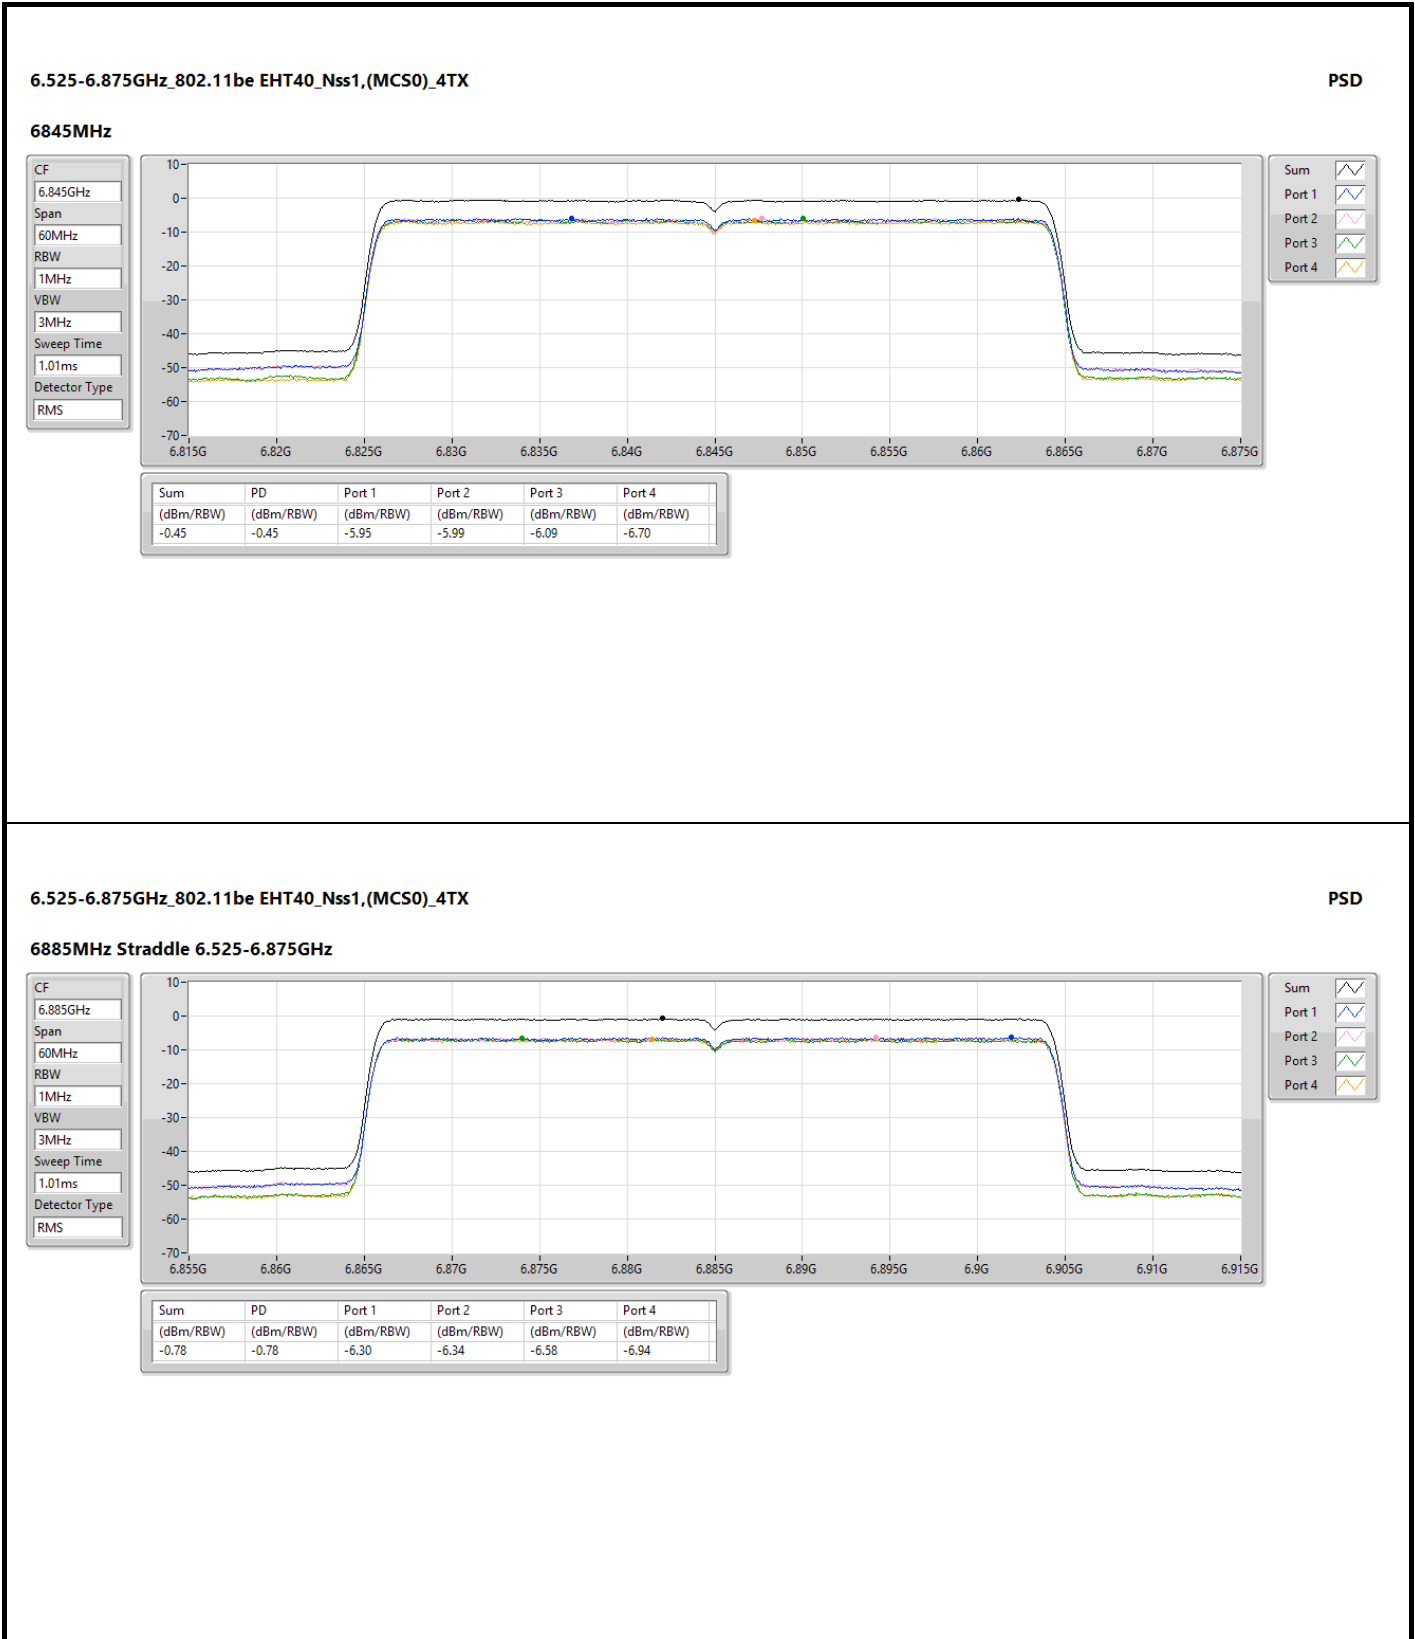 6.525-6.875GHz_802.11be EHT40_Nss1,(MCS0)_4TX PSD
6845MHz
CF
6.845GHz
Span
60MHz
RBW
1MHz
VBW
3MHz
Sweep Time
1.01ms
Detector Type
RMS
10
0
-10
-20
-30
-40
-50
-60
-70
6.815G 6.82G 6.825G 6.83G 6.835G 6.84G 6.845G 6.85G 6.855G 6.86G 6.865G 6.87G 6.875G
Sum
Port 1
Port 2
Port 3
Port 4
Sum PD Port 1 Port 2 Port 3 Port 4
(dBm/RBW) (dBm/RBW) (dBm/RBW) (dBm/RBW) (dBm/RBW) (dBm/RBW)
-0.45 -0.45 -5.95 -5.99 -6.09 -6.70
6.525-6.875GHz_802.11be EHT40_Nss1,(MCS0)_4TX PSD
6885MHz Straddle 6.525-6.875GHz
CF
6.885GHz
Span
60MHz
RBW
1MHz
VBW
3MHz
Sweep Time
1.01ms
Detector Type
RMS
10
0
-10
-20
-30
-40
-50
-60
-70
6.855G 6.86G 6.865G 6.87G 6.875G 6.88G 6.885G 6.89G 6.895G 6.9G 6.905G 6.91G 6.915G
Sum
Port 1
Port 2
Port 3
Port 4
Sum PD Port 1 Port 2 Port 3 Port 4
(dBm/RBW) (dBm/RBW) (dBm/RBW) (dBm/RBW) (dBm/RBW) (dBm/RBW)
-0.78 -0.78 -6.30 -6.34 -6.58 -6.94